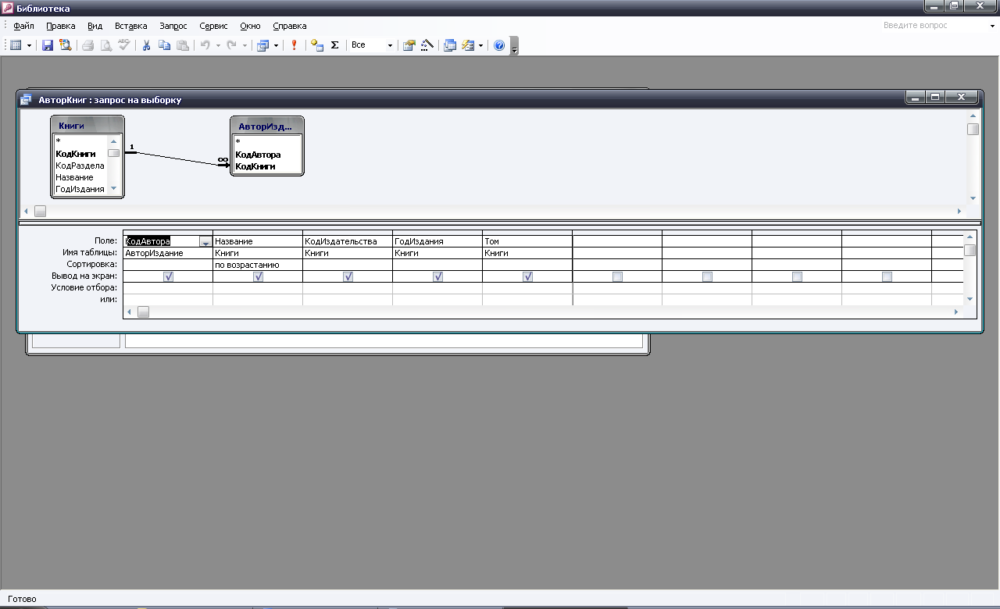 Библиотека
Файл Правка Вид Вставка Запрос Сервис Окно Справка Введите вопрос
Все
АвторКниг : запрос на выборку
Книги
*
КодКниги
КодРаздела
Название
ГодИздания
1
∞
АвторИзд...
*
КодАвтора
КодКниги
Поле: КодАвтора Название КодИздательства ГодИздания Том
Имя таблицы: АвторИздание Книги Книги Книги Книги
Сортировка: по возрастанию
Вывод на экран:
Условие отбора:
или:
Готово